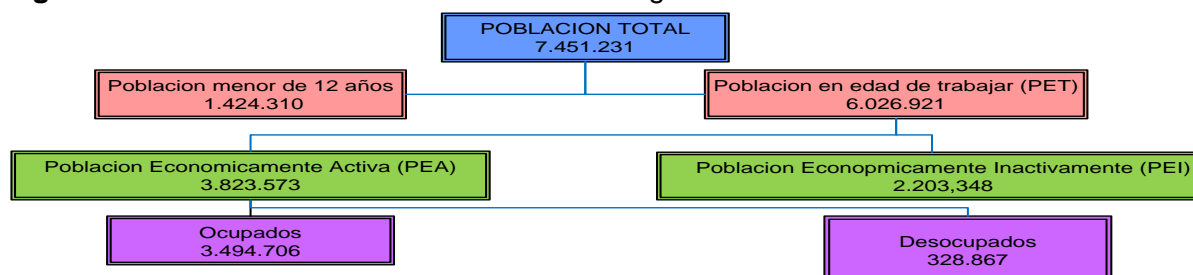 POBLACION TOTAL
7.451.231
Poblacion menor de 12 años
1.424.310
Poblacion en edad de trabajar (PET)
6.026.921
Poblacion Economicamente Activa (PEA)
3.823.573
Poblacion Econopmicamente Inactivamente (PEI)
2.203,348
Ocupados
3.494.706
Desocupados
328.867